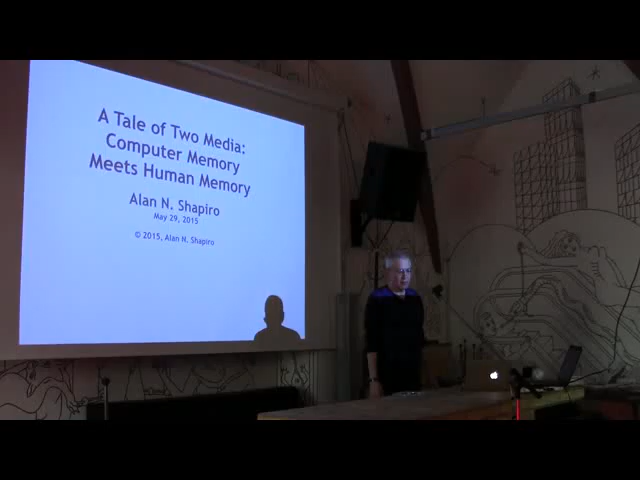 A Tale of Two Media:
Computer Memory
Meets Human Memory
Alan N. Shapiro
May 29, 2015
© 2015, Alan N. Shapiro